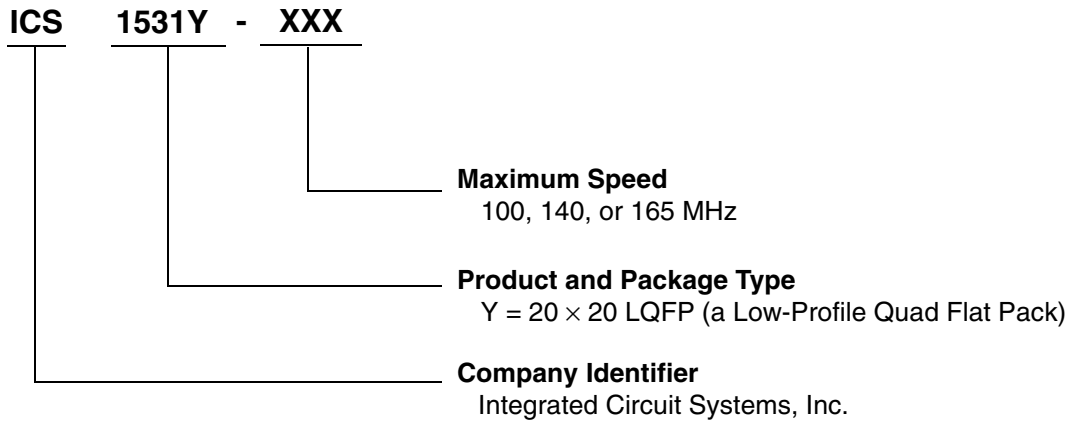 ICS 1531Y - XXX
Maximum Speed
100, 140, or 165 MHz
Product and Package Type
Y = 20 × 20 LQFP (a Low-Profile Quad Flat Pack)
Company Identifier
Integrated Circuit Systems, Inc.